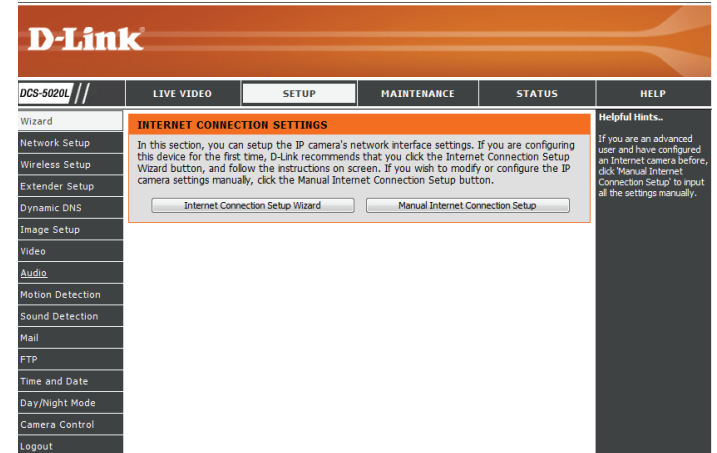 D-Link
DCS-5020L //
LIVE VIDEO
SETUP
MAINTENANCE
STATUS
HELP
Wizard
Network Setup
Wireless Setup
Extender Setup
Dynamic DNS
Image Setup
Video
Audio
Motion Detection
Sound Detection
Mail
FTP
Time and Date
Day/Night Mode
Camera Control
Logout
INTERNET CONNECTION SETTINGS
In this section, you can setup the IP camera's network interface settings. If you are configuring
this device for the first time, D-Link recommends that you click the Internet Connection Setup
Wizard button, and follow the instructions on screen. If you wish to modify or configure the IP
camera settings manually, click the Manual Internet Connection Setup button.
Internet Connection Setup Wizard
Manual Internet Connection Setup
Helpful Hints..
If you are an advanced
user and have configured
an Internet camera before,
click 'Manual Internet
Connection Setup' to input
all the settings manually.